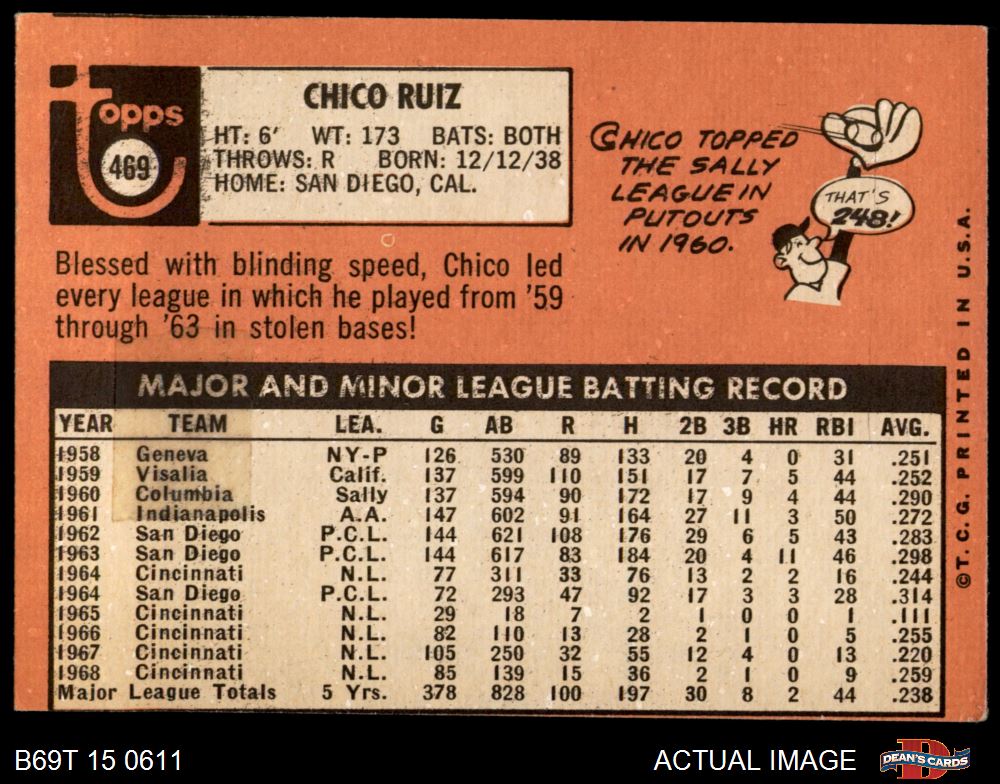 Topps
469
CHICO RUIZ
HT: 6' WT: 173 BATS: BOTH
THROWS: R BORN: 12/12/38
HOME: SAN DIEGO, CAL.
CHICO TOPPED
THE SALLY
LEAGUE IN
PUTOUTS
IN 1960.
THAT'S
248!
Blessed with blinding speed, Chico led
every league in which he played from '59
through '63 in stolen bases!
MAJOR AND MINOR LEAGUE BATTING RECORD
YEAR TEAM LEA. G AB R H 2B 3B HR RBI AVG.
1958 Geneva NY-P 126 530 89 133 20 4 0 31 .251
1959 Visalia Calif. 137 599 110 151 17 7 5 44 .252
1960 Columbia Sally 137 594 90 172 17 9 4 44 .290
1961 Indianapolis A.A. 147 602 91 164 27 11 3 50 .272
1962 San Diego P.C.L. 144 621 108 176 29 6 5 43 .283
1963 San Diego P.C.L. 144 617 83 184 20 4 11 46 .298
1964 Cincinnati N.L. 77 311 33 76 13 2 2 16 .244
1964 San Diego P.C.L. 72 293 47 92 17 3 3 28 .314
1965 Cincinnati N.L. 29 18 7 2 1 0 0 1 .111
1966 Cincinnati N.L. 82 110 13 28 2 1 0 5 .255
1967 Cincinnati N.L. 105 250 32 55 12 4 0 13 .220
1968 Cincinnati N.L. 85 139 15 36 2 1 0 9 .259
Major League Totals 5 Yrs. 378 828 100 197 30 8 2 44 .238
©T.C.G. PRINTED IN U.S.A.
B69T 15 0611
ACTUAL IMAGE
D
DEAN'S CARDS